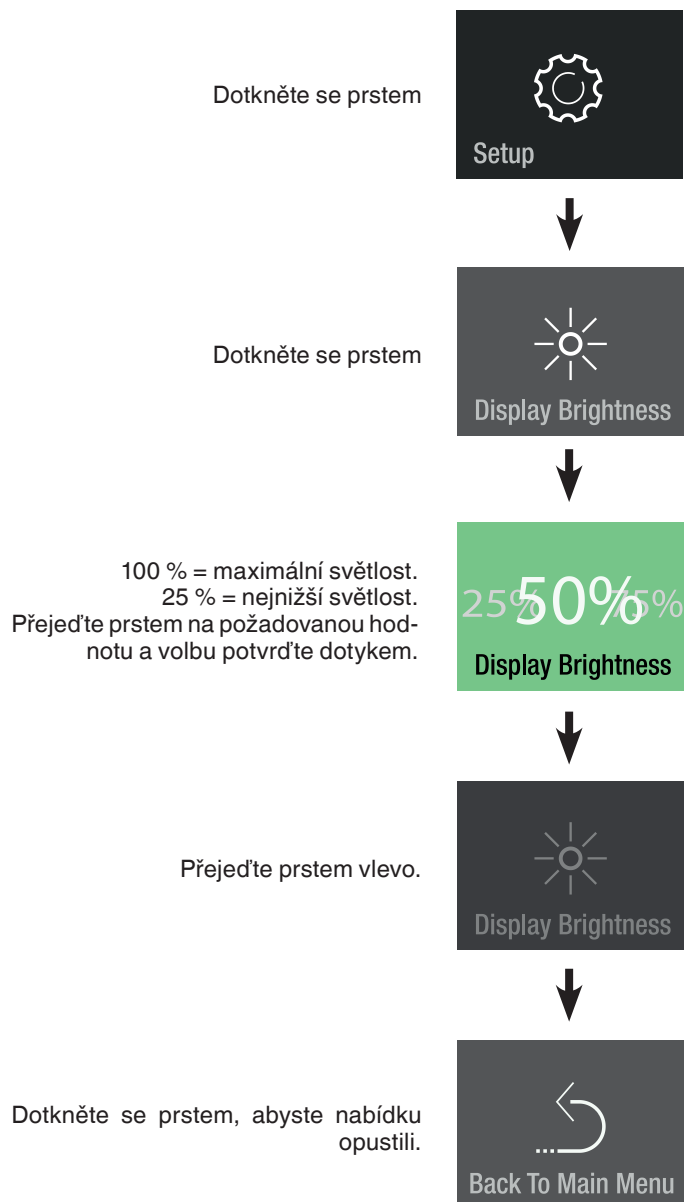 Dotkněte se prstem
Setup
Dotkněte se prstem
Display Brightness
100 % = maximální světlost.
25 % = nejnižší světlost.
Přejeďte prstem na požadovanou hod-
notu a volbu potvrďte dotykem.
25% 50% 75%
Display Brightness
Přejeďte prstem vlevo.
Display Brightness
Dotkněte se prstem, abyste nabídku
opustili.
Back To Main Menu